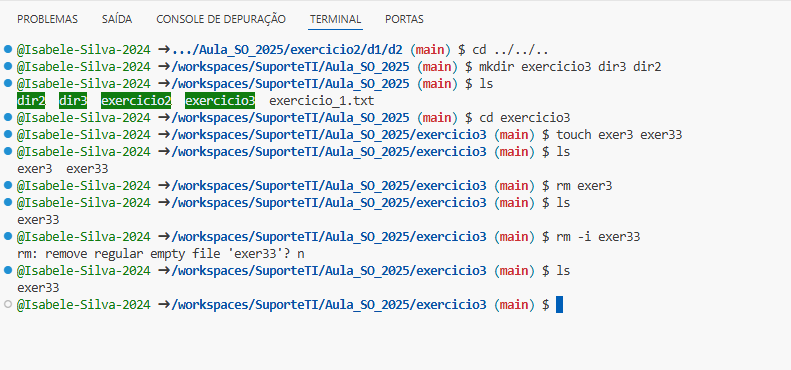 PROBLEMAS SAÍDA CONSOLE DE DEPURAÇÃO TERMINAL PORTAS
@Isabele-Silva-2024 ➜.../Aula_SO_2025/exercicio2/d1/d2 (main) $ cd ../../..
@Isabele-Silva-2024 ➜/workspaces/SuporteTI/Aula_SO_2025 (main) $ mkdir exercicio3 dir3 dir2
@Isabele-Silva-2024 ➜/workspaces/SuporteTI/Aula_SO_2025 (main) $ ls
dir2 dir3 exercicio2 exercicio3 exercicio_1.txt
@Isabele-Silva-2024 ➜/workspaces/SuporteTI/Aula_SO_2025 (main) $ cd exercicio3
@Isabele-Silva-2024 ➜/workspaces/SuporteTI/Aula_SO_2025/exercicio3 (main) $ touch exer3 exer33
@Isabele-Silva-2024 ➜/workspaces/SuporteTI/Aula_SO_2025/exercicio3 (main) $ ls
exer3 exer33
@Isabele-Silva-2024 ➜/workspaces/SuporteTI/Aula_SO_2025/exercicio3 (main) $ rm exer3
@Isabele-Silva-2024 ➜/workspaces/SuporteTI/Aula_SO_2025/exercicio3 (main) $ ls
exer33
@Isabele-Silva-2024 ➜/workspaces/SuporteTI/Aula_SO_2025/exercicio3 (main) $ rm -i exer33
rm: remove regular empty file 'exer33'? n
@Isabele-Silva-2024 ➜/workspaces/SuporteTI/Aula_SO_2025/exercicio3 (main) $ ls
exer33
@Isabele-Silva-2024 ➜/workspaces/SuporteTI/Aula_SO_2025/exercicio3 (main) $